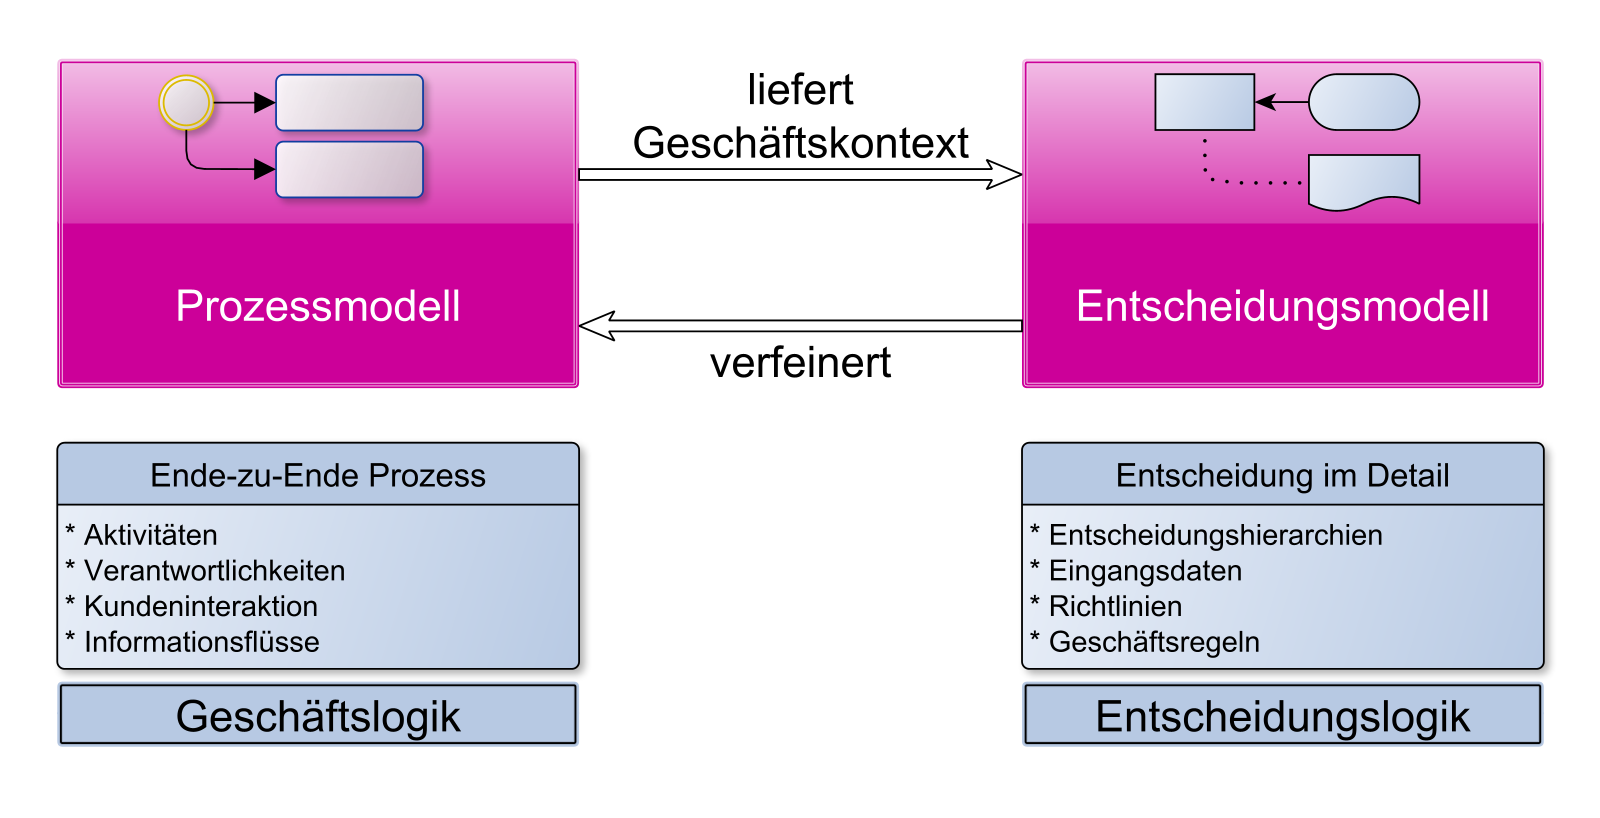 liefert
Geschäftskontext
Prozessmodell
Entscheidungsmodell
verfeinert
Ende-zu-Ende Prozess
* Aktivitäten
* Verantwortlichkeiten
* Kundeninteraktion
* Informationsflüsse
Geschäftslogik
Entscheidung im Detail
* Entscheidungshierarchien
* Eingangsdaten
* Richtlinien
* Geschäftsregeln
Entscheidungslogik